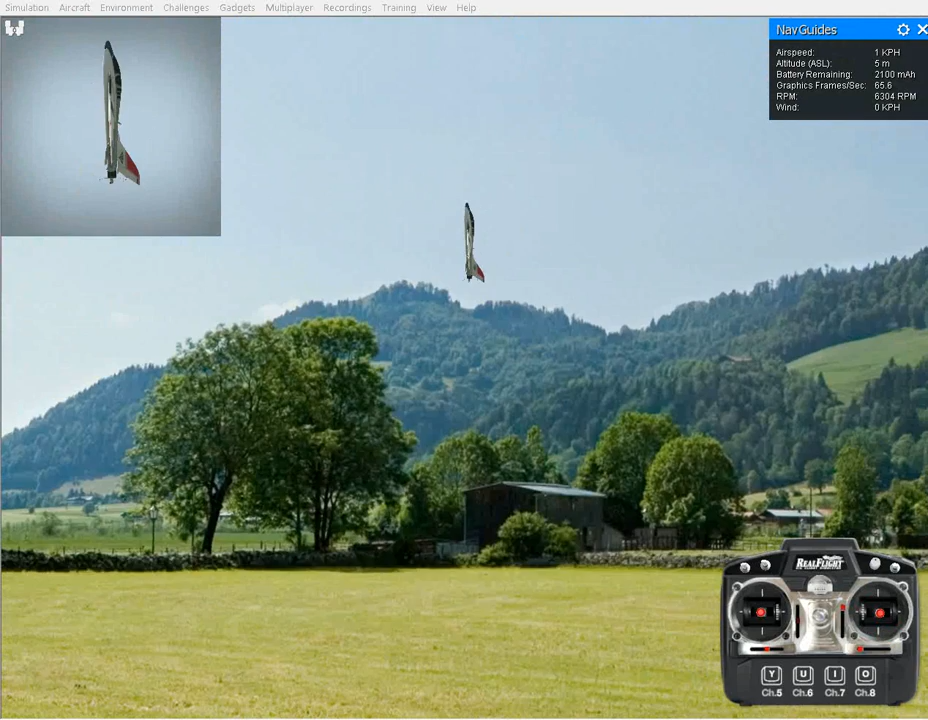 Simulation Aircraft Environment Challenges Gadgets Multiplayer Recordings Training View Help
NavGuides
Airspeed: 1 KPH
Altitude (ASL): 5 m
Battery Remaining: 2100 mAh
Graphics Frames/Sec: 65.6
RPM: 6304 RPM
Wind: 0 KPH
REALFLIGHT
Y U I O
Ch.5 Ch.6 Ch.7 Ch.8